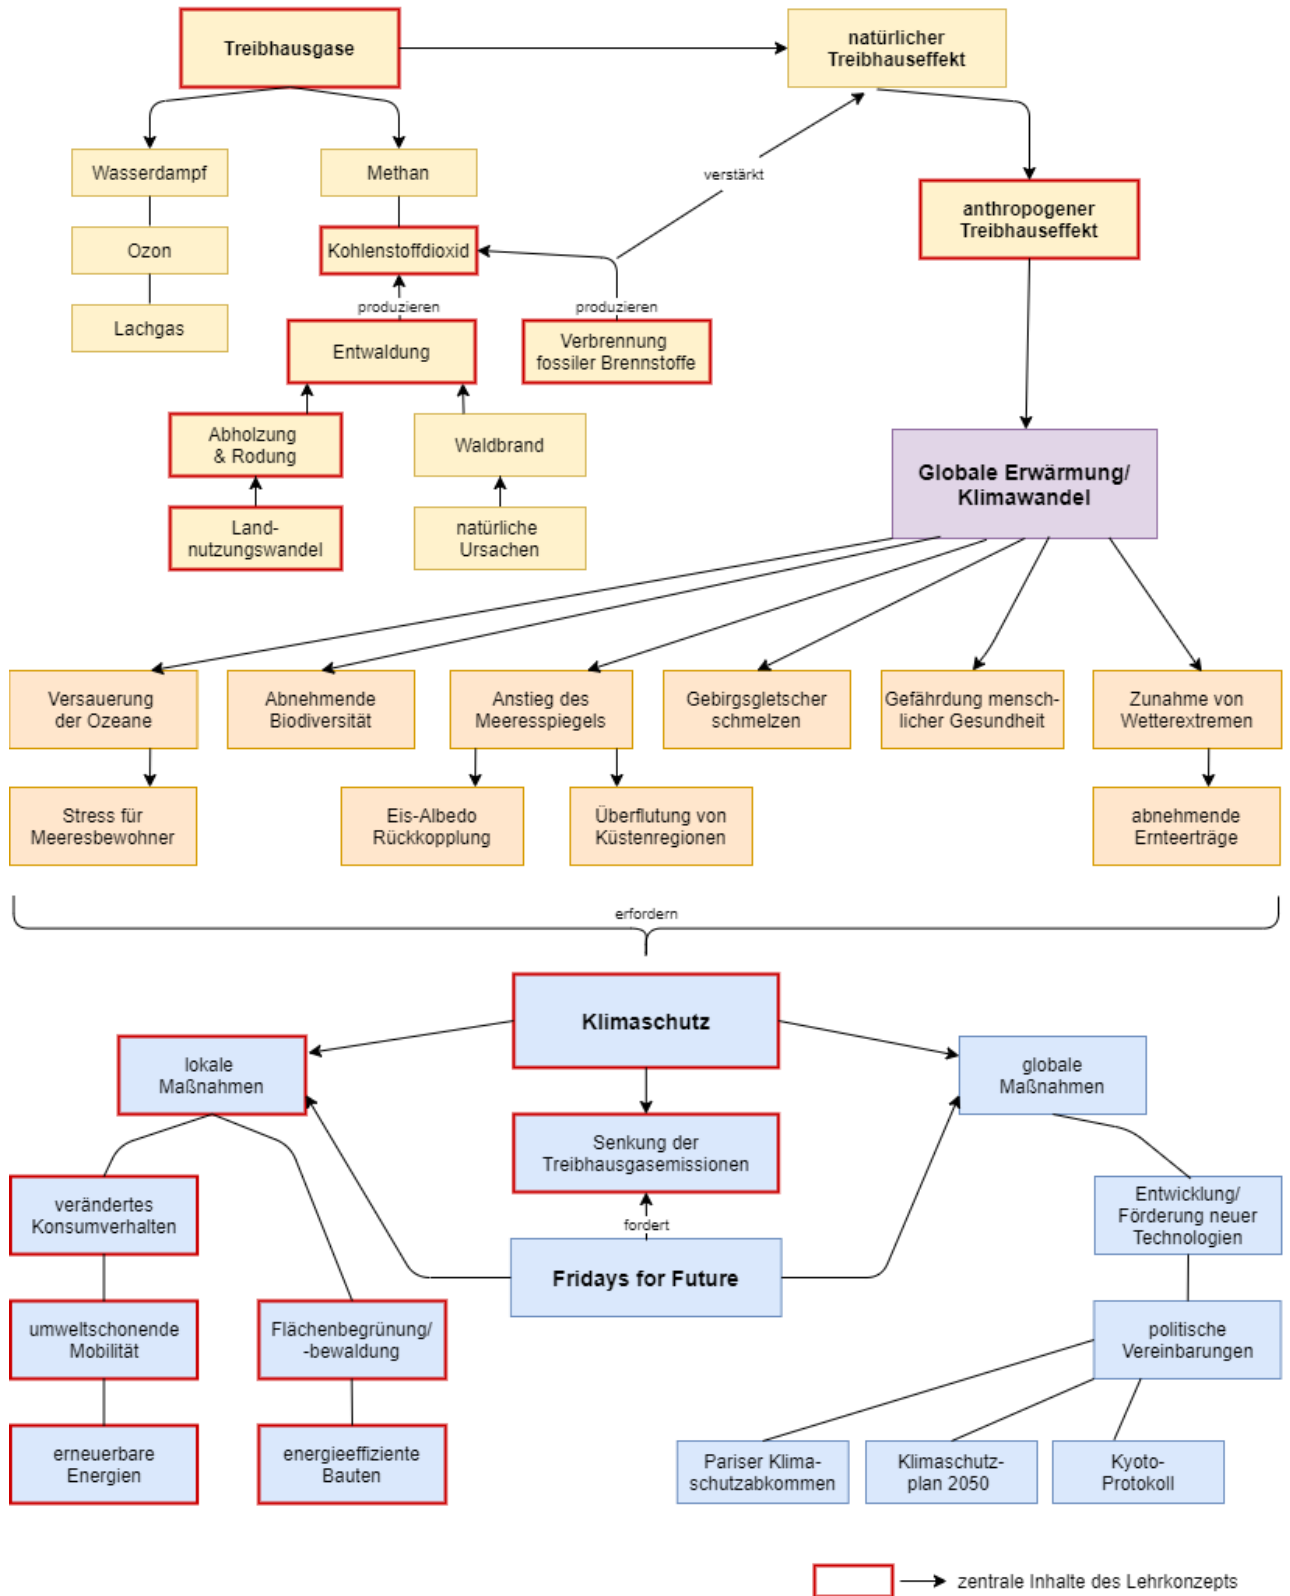 Treibhausgase
natürlicher
Treibhauseffekt
Wasserdampf
Methan
verstärkt
anthropogener
Treibhauseffekt
Ozon
Kohlenstoffdioxid
Lachgas
produzieren
produzieren
Entwaldung
Verbrennung
fossiler Brennstoffe
Abholzung
& Rodung
Waldbrand
Globale Erwärmung/
Klimawandel
Land-
nutzungswandel
natürliche
Ursachen
Versauerung
der Ozeane
Abnehmende
Biodiversität
Anstieg des
Meeresspiegels
Gebirgsgletscher
schmelzen
Gefährdung mensch-
licher Gesundheit
Zunahme von
Wetterextremen
Stress für
Meeresbewohner
Eis-Albedo
Rückkopplung
Überflutung von
Küstenregionen
abnehmende
Ernteerträge
erfordern
Klimaschutz
lokale
Maßnahmen
globale
Maßnahmen
Senkung der
Treibhausgasemissionen
verändertes
Konsumverhalten
Entwicklung/
Förderung neuer
Technologien
fordert
Fridays for Future
umweltschonende
Mobilität
Flächenbegrünung/
-bewaldung
politische
Vereinbarungen
erneuerbare
Energien
energieeffiziente
Bauten
Pariser Klima-
schutzabkommen
Klimaschutz-
plan 2050
Kyoto-
Protokoll
zentrale Inhalte des Lehrkonzepts